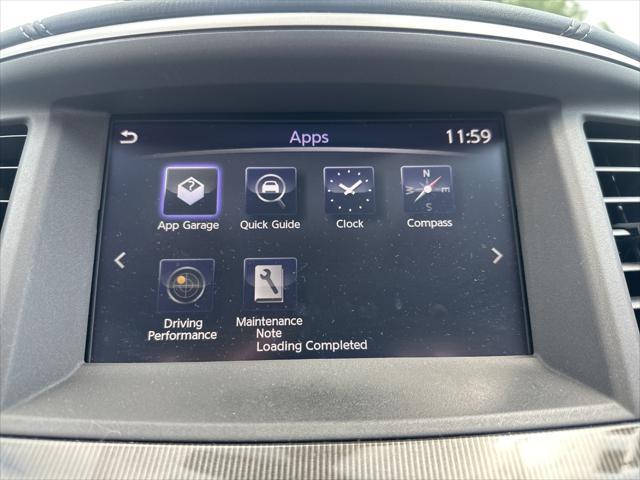 Apps
11:59
?
App Garage
Quick Guide
Clock
N
W E
S
Compass
Driving
Performance
Maintenance
Note
Loading Completed